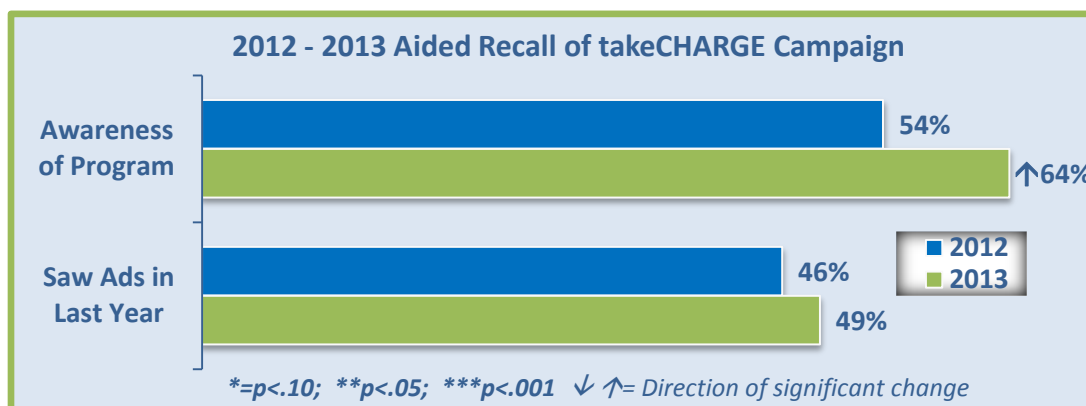 2012 - 2013 Aided Recall of takeCHARGE Campaign
Awareness
of Program
54%
↑64%
Saw Ads in
Last Year
46%
49%
2012
2013
*=p<.10; **p<.05; ***p<.001 ↓ ↑= Direction of significant change